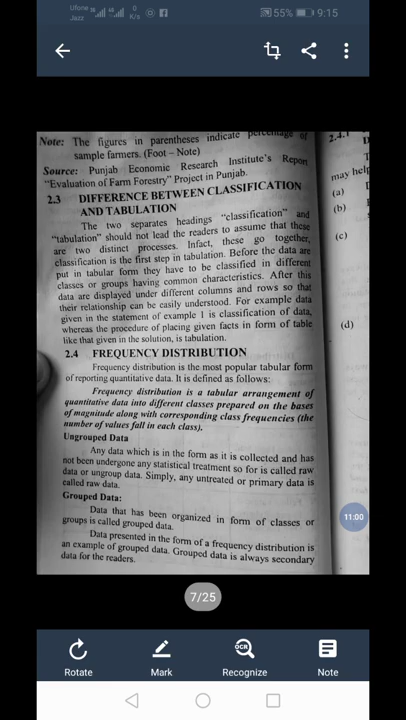 Ufone
Jazz
0
K/s
55%
9:15
Note: The figures in parentheses indicate percentage of
sample farmers. (Foot – Note)
Source: Punjab Economic Research Institute's Repon
"Evaluation of Farm Forestry" Project in Punjab.
2.3 DIFFERENCE BETWEEN CLASSIFICATION
AND TABULATION
The two separates headings "classification" and
"tabulation" should not lead the readers to assume that these
are two distinct processes. Infact, these go together,
classification is the first step in tabulation. Before the data are
put in tabular form they have to be classified in different
classes or groups having common characteristics. After this
data are displayed under different columns and rows so that
their relationship can be easily understood. For example data
given in the statement of example 1 is classification of data,
whereas the procedure of placing given facts in form of table
like that given in the solution, is tabulation.
2.4 FREQUENCY DISTRIBUTION
Frequency distribution is the most popular tabular form
of reporting quantitative data. It is defined as follows:
Frequency distribution is a tabular arrangement of
quantitative data into different classes prepared on the bases
of magnitude along with corresponding class frequencies (the
number of values fall in each class).
Ungrouped Data
Any data which is in the form as it is collected and has
not been undergone any statistical treatment so for is called raw
data or ungroup data. Simply, any untreated or primary data is
called raw data.
Grouped Data:
Data that has been organized in form of classes or
groups is called grouped data.
Data presented in the form of a frequency distribution is
an example of grouped data. Grouped data is always secondary
data for the readers.
2.4.1
may help
(a)
(b)
(c)
(d)
11:00
7/25
Rotate
Mark
OCR
Recognize
Note